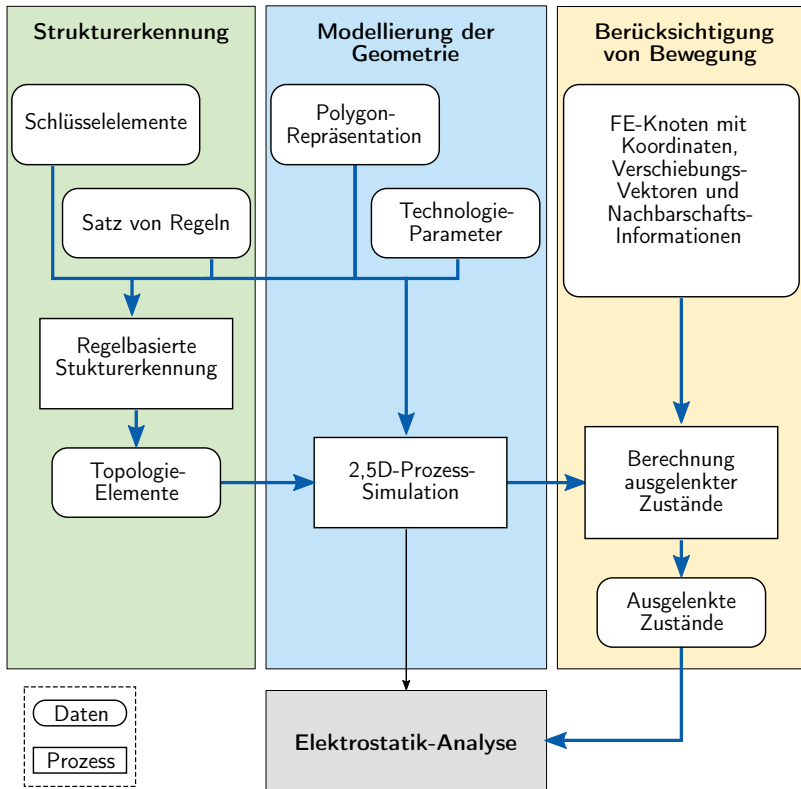 Strukturerkennung
Schlüsselelemente
Satz von Regeln
Regelbasierte
Stukturerkennung
Topologie-
Elemente
Modellierung der
Geometrie
Polygon-
Repräsentation
Technologie-
Parameter
2,5D-Prozess-
Simulation
Berücksichtigung
von Bewegung
FE-Knoten mit
Koordinaten,
Verschiebungs-
Vektoren und
Nachbarschafts-
Informationen
Berechnung
ausgelenkter
Zustände
Ausgelenkte
Zustände
Daten
Prozess
Elektrostatik-Analyse